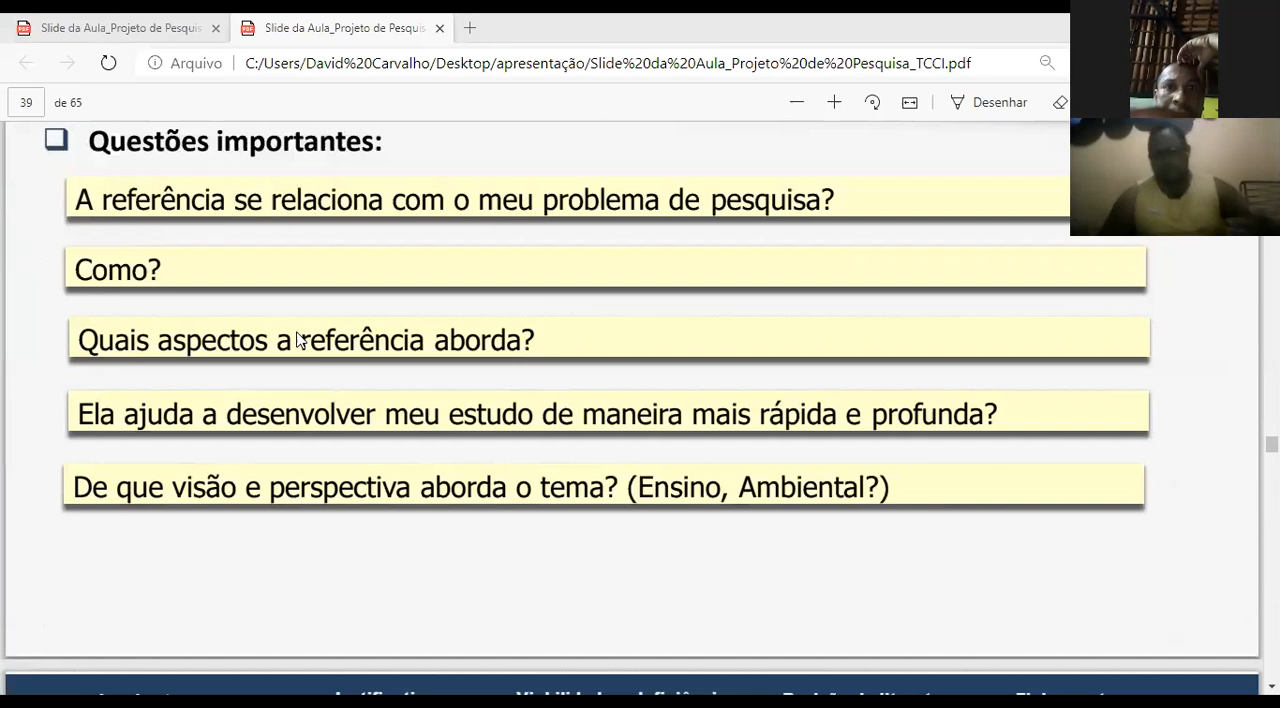 Slide da Aula_Projeto de Pesquis
Slide da Aula_Projeto de Pesquis
Arquivo
C:/Users/David%20Carvalho/Desktop/apresentação/Slide%20da%20Aula_Projeto%20de%20Pesquisa_TCCI.pdf
39 de 65
Desenhar
Questões importantes:
A referência se relaciona com o meu problema de pesquisa?
Como?
Quais aspectos a referência aborda?
Ela ajuda a desenvolver meu estudo de maneira mais rápida e profunda?
De que visão e perspectiva aborda o tema? (Ensino, Ambiental?)